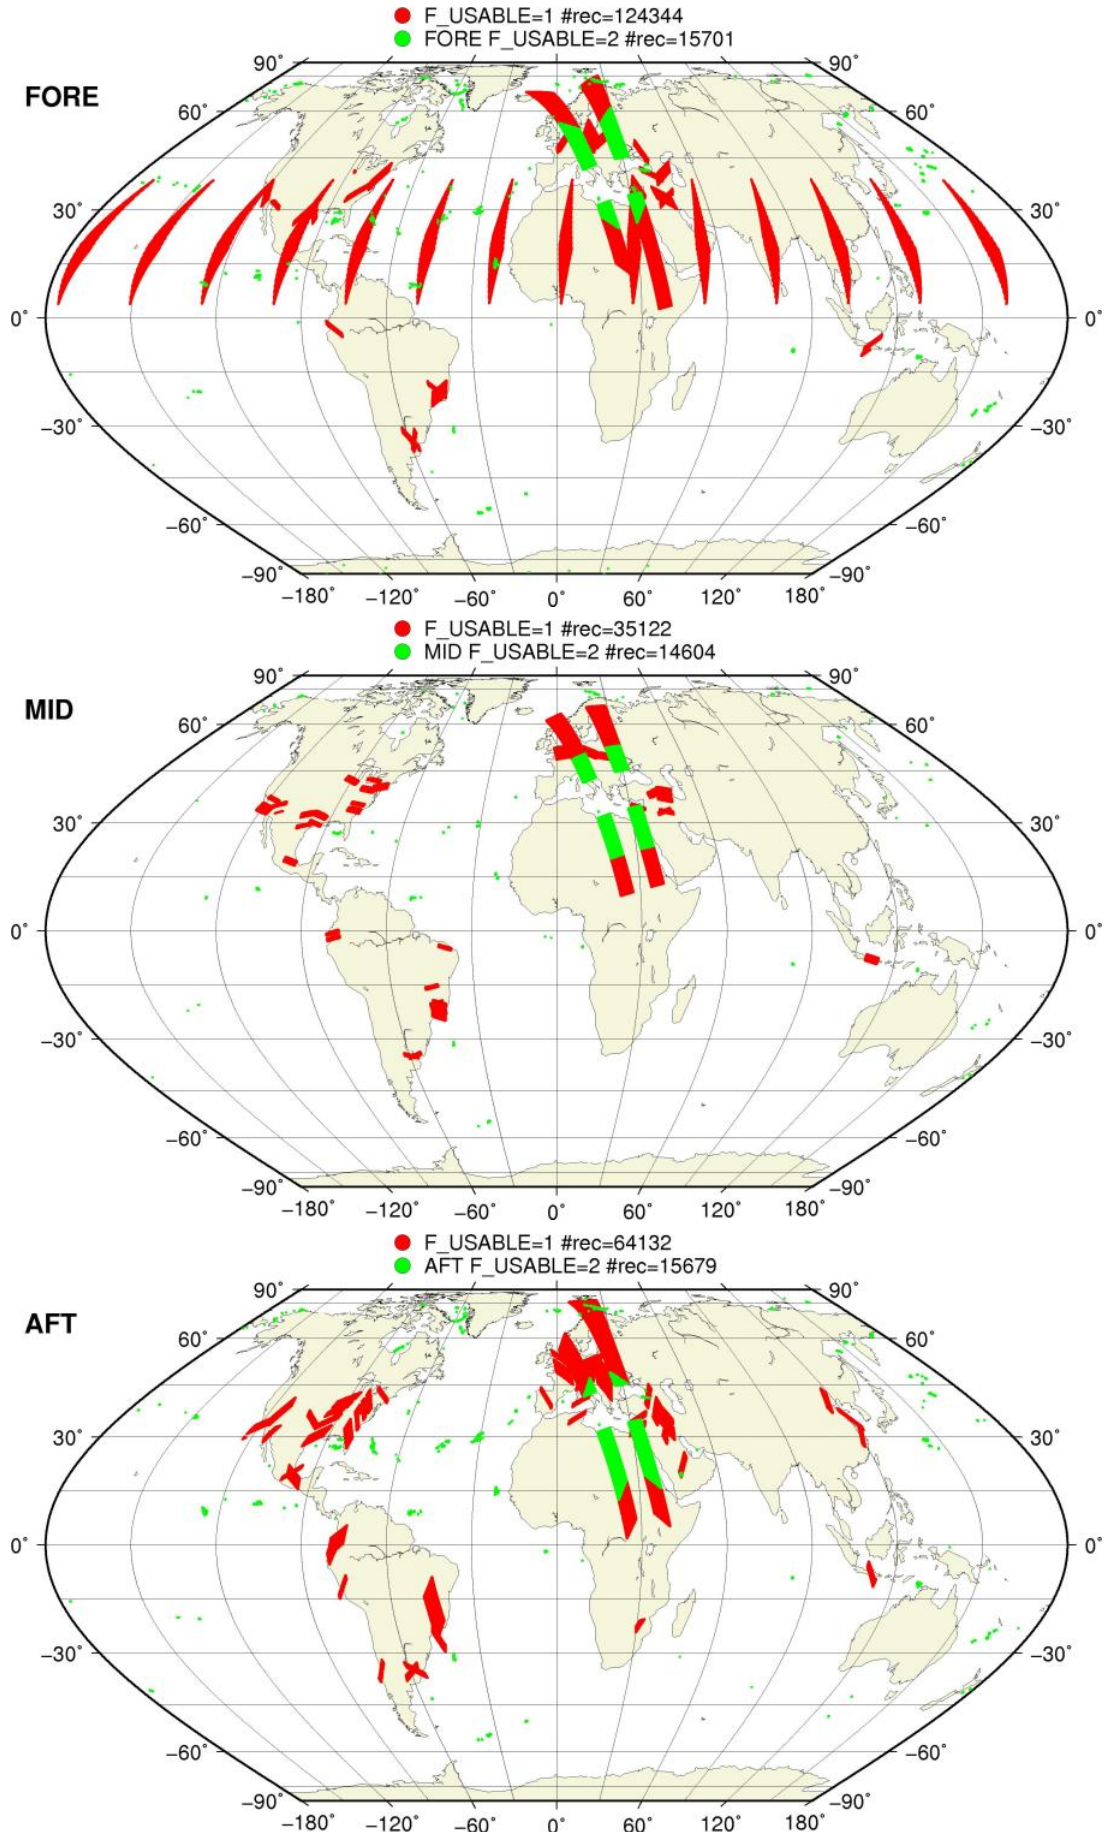 F_USABLE=1 #rec=124344
FORE F_USABLE=2 #rec=15701
FORE
90° 90°
60° 60°
30° 30°
0° 0°
−30° −30°
−60° −60°
−90° −90°
−180° −120° −60° 0° 60° 120° 180°
F_USABLE=1 #rec=35122
MID F_USABLE=2 #rec=14604
MID
90° 90°
60° 60°
30° 30°
0° 0°
−30° −30°
−60° −60°
−90° −90°
−180° −120° −60° 0° 60° 120° 180°
F_USABLE=1 #rec=64132
AFT F_USABLE=2 #rec=15679
AFT
90° 90°
60° 60°
30° 30°
0° 0°
−30° −30°
−60° −60°
−90° −90°
−180° −120° −60° 0° 60° 120° 180°